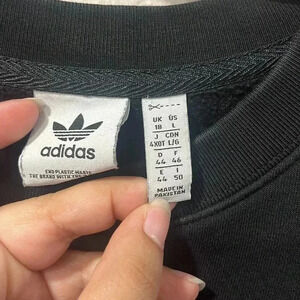 adidas
END PLASTIC WASTE
THE BRAND WITH THE
UK US
18 L
J CDN
4XOT L/G
D F
44 46
E I
44 50
MADE IN
PAKISTAN